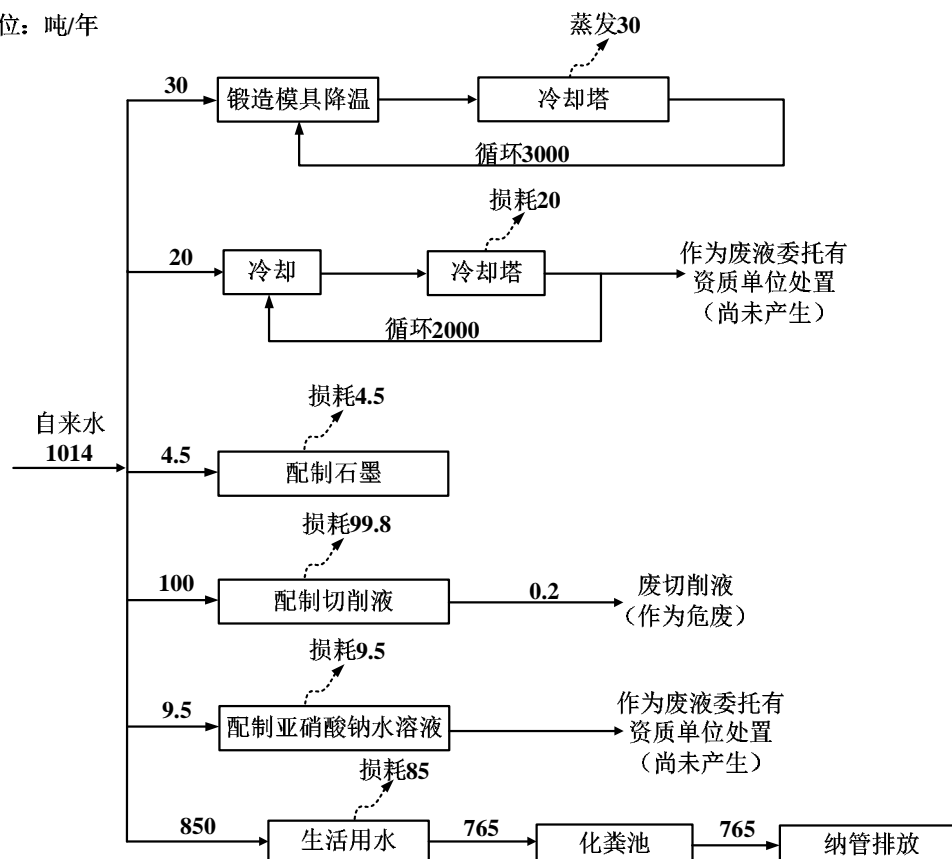 位：吨/年
蒸发30
30
锻造模具降温
冷却塔
循环3000
损耗20
20
冷却
冷却塔
作为废液委托有
资质单位处置
（尚未产生）
循环2000
损耗4.5
自来水
1014
4.5
配制石墨
损耗99.8
100
配制切削液
0.2
废切削液
（作为危废）
损耗9.5
9.5
配制亚硝酸钠水溶液
作为废液委托有
资质单位处置
（尚未产生）
损耗85
850
生活用水
765
化粪池
765
纳管排放